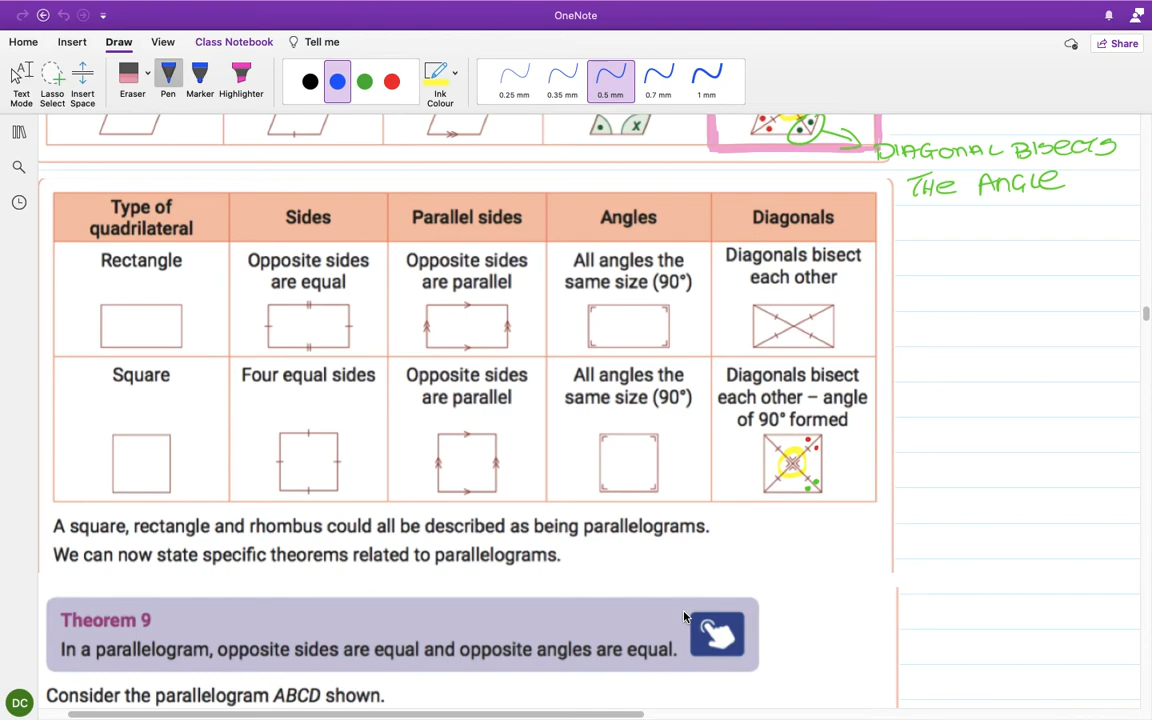 OneNote
Home Insert Draw View Class Notebook Tell me
Share
Text Mode
Lasso Select
Insert Space
Eraser
Pen
Marker
Highlighter
Ink Colour
0.25 mm
0.35 mm
0.5 mm
0.7 mm
1 mm
x
DIAGONAL BISECTS
THE ANGLE
Type of quadrilateral
Sides
Parallel sides
Angles
Diagonals
Rectangle
Opposite sides are equal
Opposite sides are parallel
All angles the same size (90°)
Diagonals bisect each other
Square
Four equal sides
Opposite sides are parallel
All angles the same size (90°)
Diagonals bisect each other – angle of 90° formed
A square, rectangle and rhombus could all be described as being parallelograms.
We can now state specific theorems related to parallelograms.
Theorem 9
In a parallelogram, opposite sides are equal and opposite angles are equal.
Consider the parallelogram ABCD shown.
DC